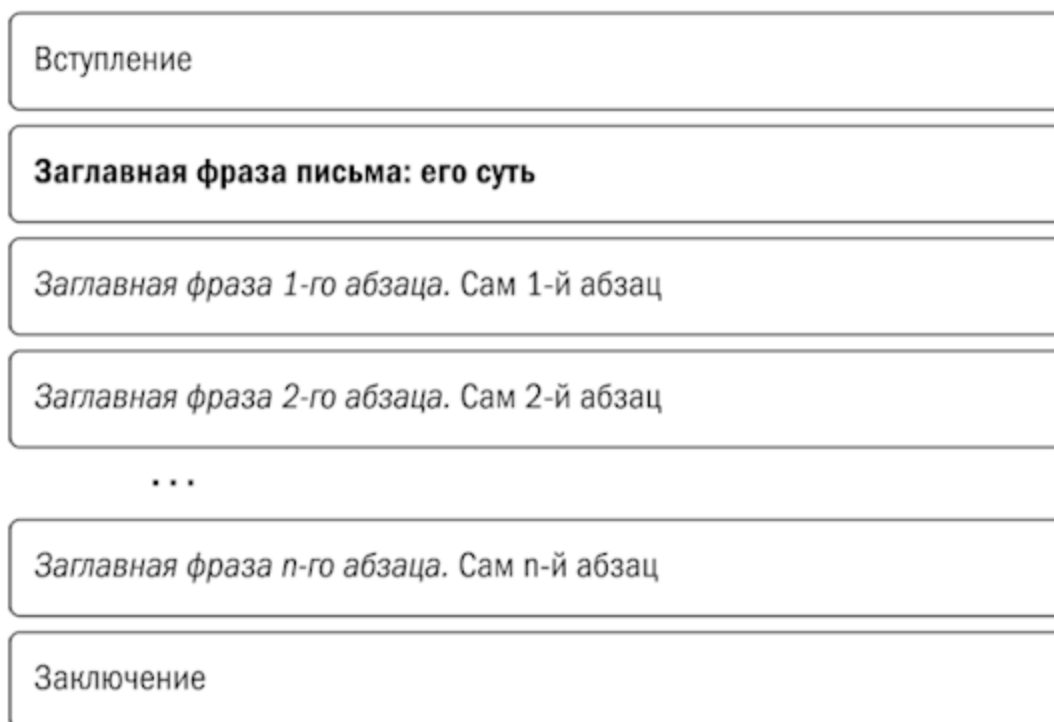 Вступление
Заглавная фраза письма: его суть
Заглавная фраза 1-го абзаца. Сам 1-й абзац
Заглавная фраза 2-го абзаца. Сам 2-й абзац
...
Заглавная фраза n-го абзаца. Сам n-й абзац
Заключение